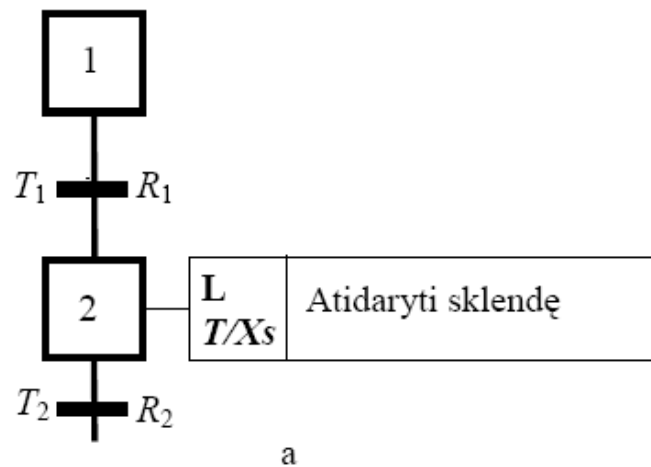 1
T₁ R₁
2
L
T/Xs
Atidaryti sklendę
T₂ R₂
a